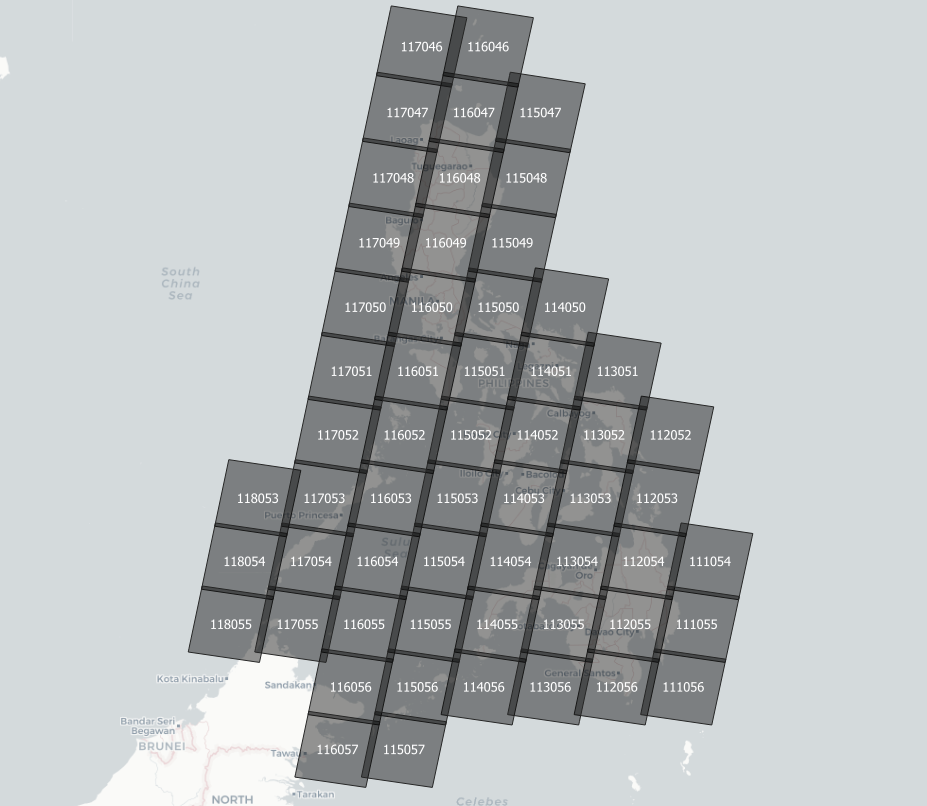 117046 116046
117047 116047 115047
Laoag
Tuguegarao
117048 116048 115048
Bagu
117049 116049 115049
South
China
Sea
MANILA
117050 116050 115050 114050
117051 116051 115051 114051 113051
PHILIPPINES
Calbayog
117052 116052 115052 114052 113052 112052
Iloilo City Bacolod
Cebu City
118053 117053 116053 115053 114053 113053 112053
Puerto Princesa
Sulu
118054 117054 116054 115054 114054 113054 112054 111054
Oro
118055 117055 116055 115055 114055 113055 112055 111055
Davao City
General Santos
Kota Kinabalu
Sandakan
116056 115056 114056 113056 112056 111056
Bandar Seri
Begawan
BRUNEI
Tawau
116057 115057
NORTH
Tarakan
Celebes